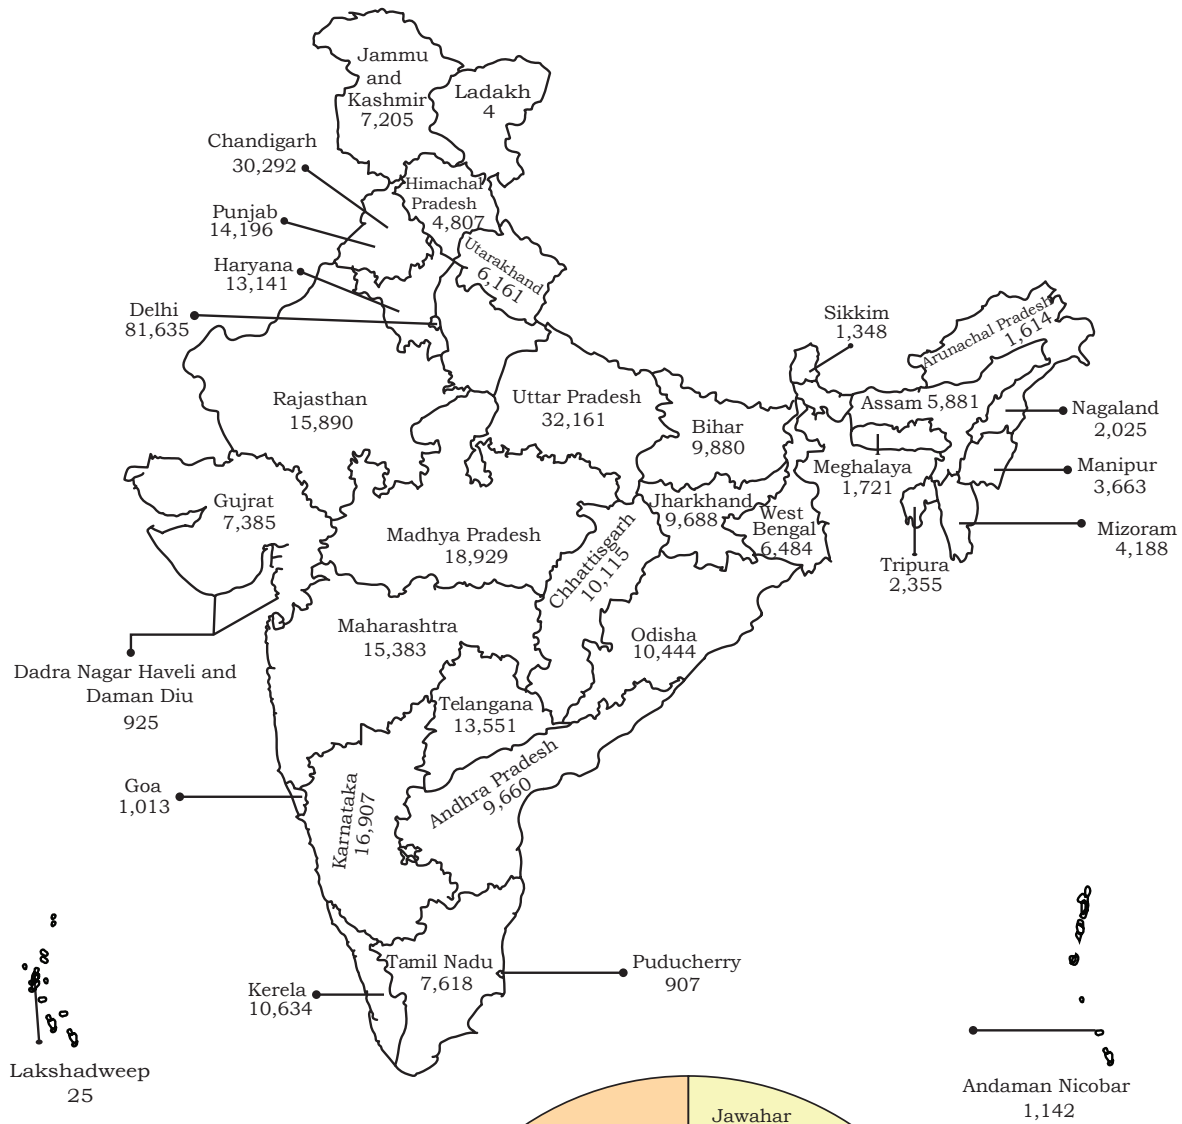 Jammu
and
Kashmir
7,205
Ladakh
4
Chandigarh
30,292
Himachal
Pradesh
4,807
Punjab
14,196
Utarakhand
6,161
Haryana
13,141
Delhi
81,635
Sikkim
1,348
Arunachal Pradesh
1,614
Rajasthan
15,890
Uttar Pradesh
32,161
Bihar
9,880
Assam 5,881
Nagaland
2,025
Meghalaya
1,721
Manipur
3,663
Gujrat
7,385
Madhya Pradesh
18,929
Chhattisgarh
10,115
Jharkhand
9,688
West
Bengal
6,484
Mizoram
4,188
Tripura
2,355
Maharashtra
15,383
Odisha
10,444
Dadra Nagar Haveli and
Daman Diu
925
Telangana
13,551
Goa
1,013
Karnataka
16,907
Andhra Pradesh
9,660
Tamil Nadu
7,618
Puducherry
907
Kerela
10,634
Lakshadweep
25
Andaman Nicobar
1,142
Jawahar